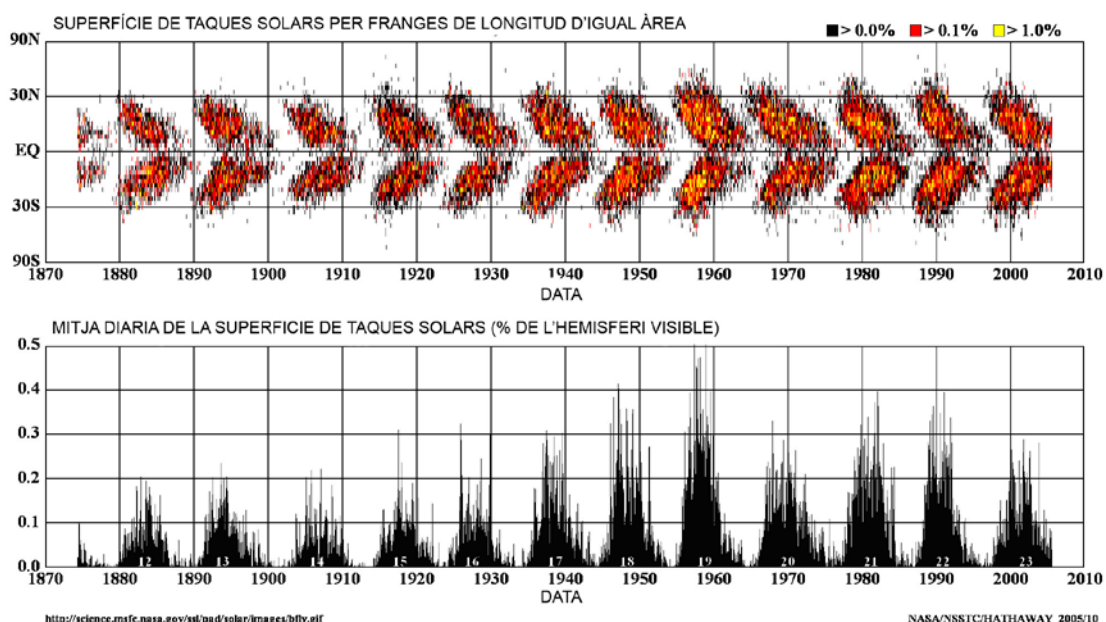 SUPERFÍCIE DE TAQUES SOLARS PER FRANGES DE LONGITUD D'IGUAL ÀREA
> 0.0% > 0.1% > 1.0%
90N
30N
EQ
30S
90S
1870 1880 1890 1900 1910 1920 1930 1940 1950 1960 1970 1980 1990 2000 2010
DATA
MITJA DIARIA DE LA SUPERFICIE DE TAQUES SOLARS (% DE L'HEMISFERI VISIBLE)
0.5
0.4
0.3
0.2
0.1
0.0
12 13 14 15 16 17 18 19 20 21 22 23
1870 1880 1890 1900 1910 1920 1930 1940 1950 1960 1970 1980 1990 2000 2010
DATA
http://science.msfc.nasa.gov/ssl/pad/solar/images/bfly.gif NASA/NSSTC/HATHAWAY 2005/10